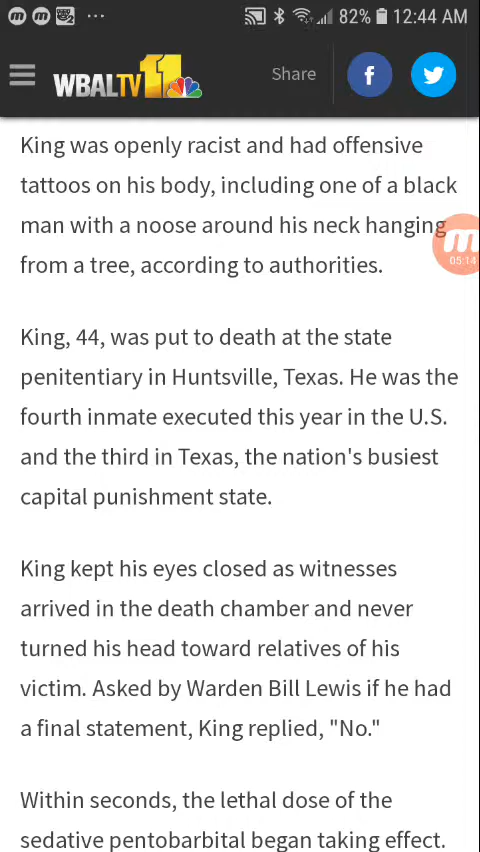 82% 12:44 AM
WBALTV 11
Share
King was openly racist and had offensive
tattoos on his body, including one of a black
man with a noose around his neck hanging
from a tree, according to authorities.
05:14
King, 44, was put to death at the state
penitentiary in Huntsville, Texas. He was the
fourth inmate executed this year in the U.S.
and the third in Texas, the nation's busiest
capital punishment state.
King kept his eyes closed as witnesses
arrived in the death chamber and never
turned his head toward relatives of his
victim. Asked by Warden Bill Lewis if he had
a final statement, King replied, "No."
Within seconds, the lethal dose of the
sedative pentobarbital began taking effect.